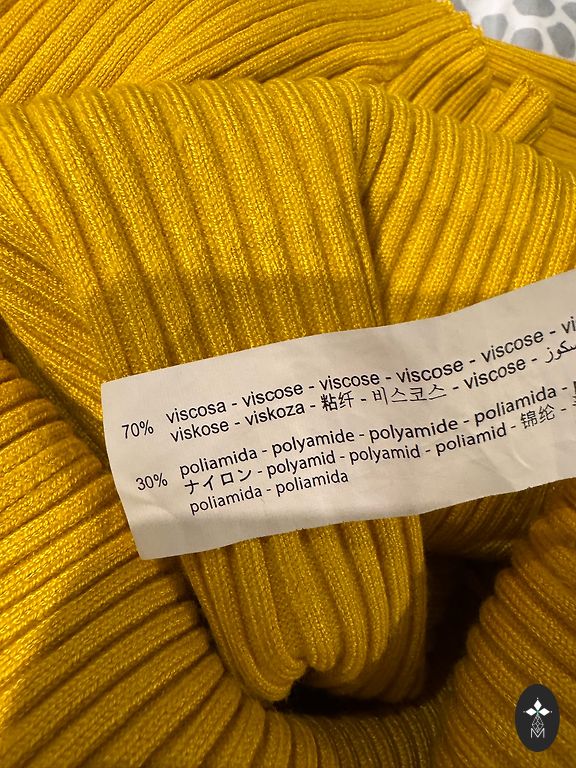 70% viscosa - viscose - viscose - viscose - viscose -
viskose - viskoza - 粘纤 - 비스코스 - viscose -
30% poliamida - polyamide - polyamide - poliamida -
ナイロン - polyamid - polyamid - poliamid - 锦纶 -
poliamida - poliamida
M